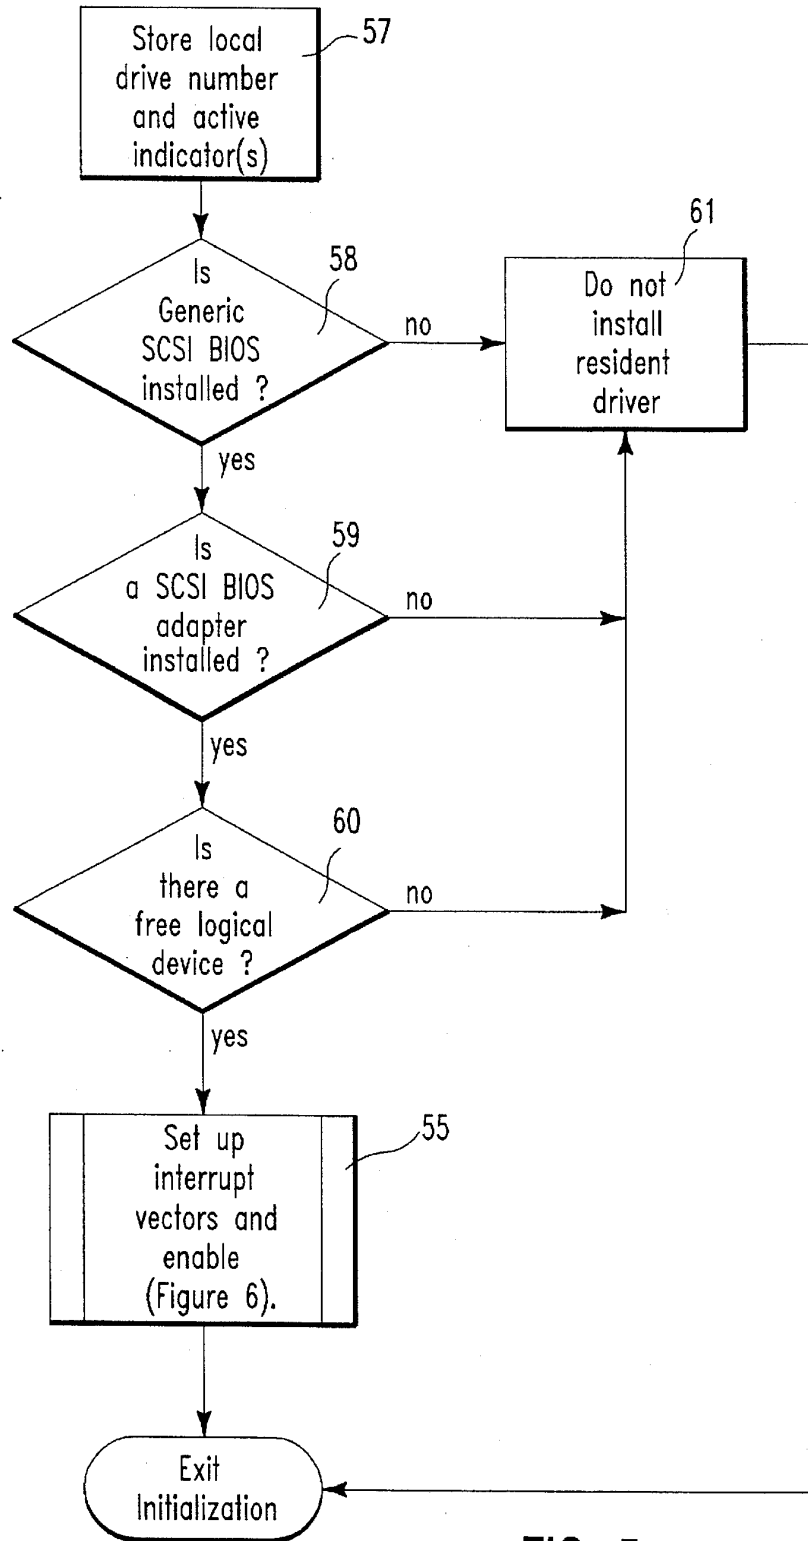 Store local
drive number
and active
indicator(s)
57
Is
Generic
SCSI BIOS
installed ?
58
no
yes
61
Do not
install
resident
driver
Is
a SCSI BIOS
adapter
installed ?
59
no
yes
Is
there a
free logical
device ?
60
no
yes
Set up
interrupt
vectors and
enable
(Figure 6).
55
Exit
Initialization